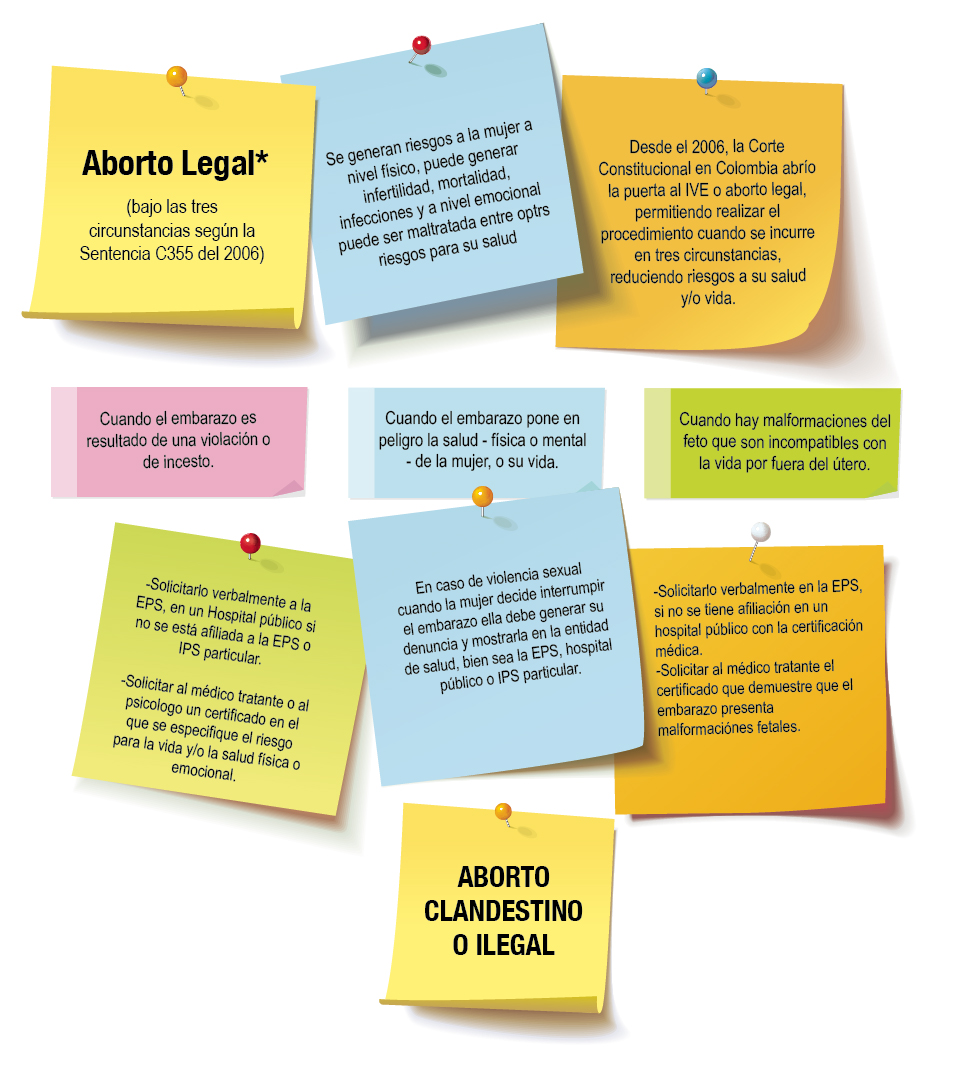 Aborto Legal*
(bajo las tres
circunstancias según la
Sentencia C355 del 2006)
Se generan riesgos a la mujer a
nivel físico, puede generar
infertilidad, mortalidad,
infecciones y a nivel emocional
puede ser maltratada entre optrs
riesgos para su salud
Desde el 2006, la Corte
Constitucional en Colombia abrío
la puerta al IVE o aborto legal,
permitiendo realizar el
procedimiento cuando se incurre
en tres circunstancias,
reduciendo riesgos a su salud
y/o vida.
Cuando el embarazo es
resultado de una violación o
de incesto.
Cuando el embarazo pone en
peligro la salud - física o mental
- de la mujer, o su vida.
Cuando hay malformaciones del
feto que son incompatibles con
la vida por fuera del útero.
-Solicitarlo verbalmente a la
EPS, en un Hospital público si
no se está afiliada a la EPS o
IPS particular.
-Solicitar al médico tratante o al
psicologo un certificado en el
que se especifique el riesgo
para la vida y/o la salud física o
emocional.
En caso de violencia sexual
cuando la mujer decide interrumpir
el embarazo ella debe generar su
denuncia y mostrarla en la entidad
de salud, bien sea la EPS, hospital
público o IPS particular.
-Solicitarlo verbalmente en la EPS,
si no se tiene afiliación en un
hospital público con la certificación
médica.
-Solicitar al médico tratante el
certificado que demuestre que el
embarazo presenta
malformaciónes fetales.
ABORTO
CLANDESTINO
O ILEGAL